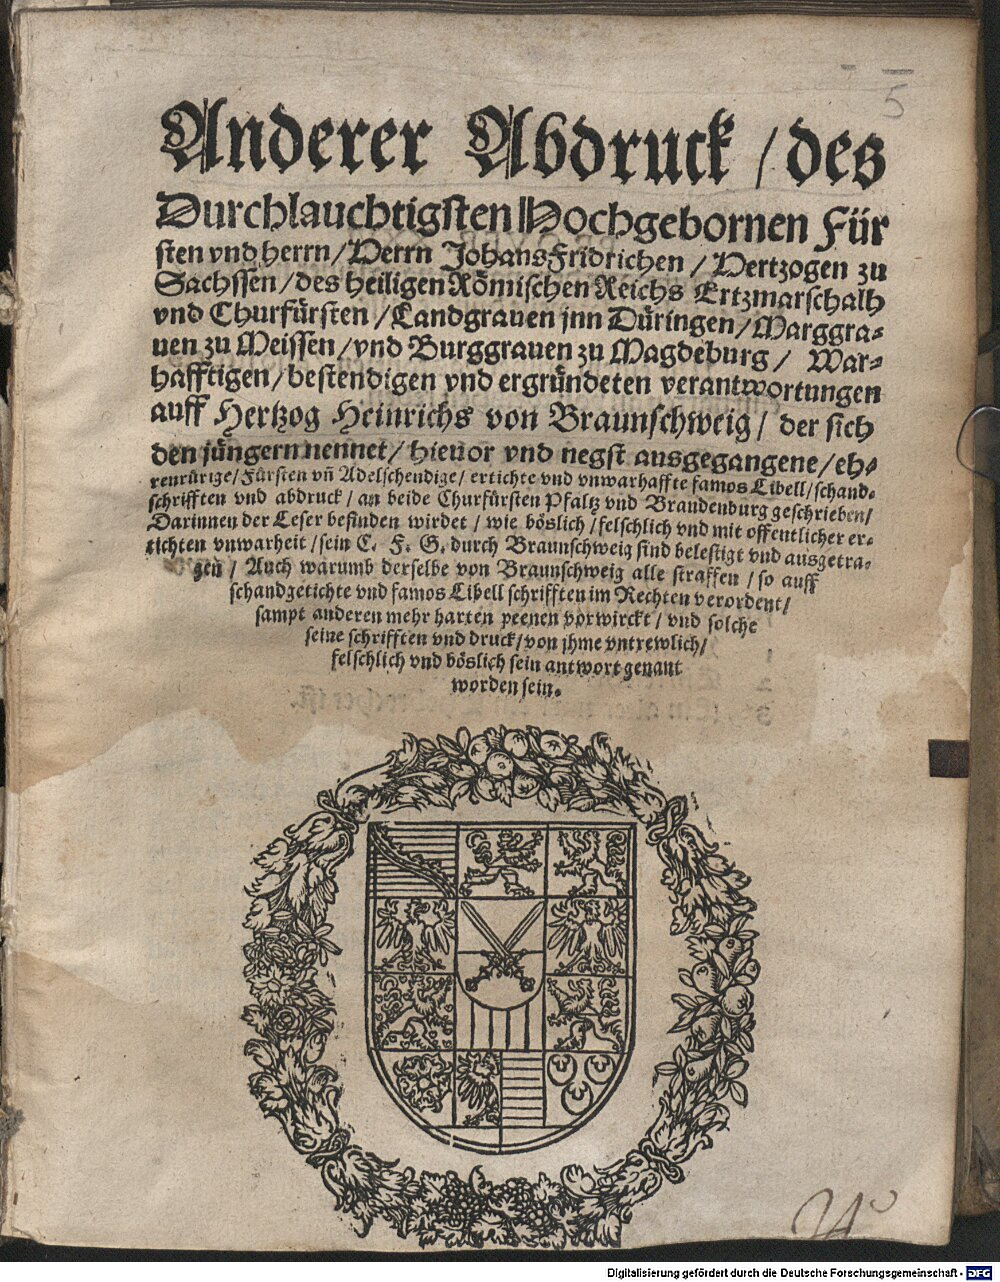 5
Anderer Abdruck / des
Durchlauchtigsten Hochgebornen Für
sten vnd herrn / Herrn Johansfridrichen / Hertzogen zu
Sachssen / des heiligen Römischen Reichs Ertzmarschalh
vnd Churfürsten / Landgrauen jnn Düringen / Marggra-
uen zu Meissen / vnd Burggrauen zu Magdeburg / War-
hafftigen / bestendigen vnd ergründeten verantwortungen
auff Hertzog Heinrichs von Braunschweig / der sich
den jüngern nennet / hieuor vnd negst ausgegangene / eh-
renrürige / Fürsten vñ Adelschendige / ertichte vnd vnwarhaffte famos Libell / schand-
schrifften vnd abdruck / an beide Churfürsten Pfaltz vnd Brandenburg geschrieben /
Darinnen der Leser befinden wirdet / wie böslich / felschlich vnd mit offentlicher er-
tichten vnwarheit / sein C. F. G. durch Braunschweig sind belestigt vnd ausgetra-
gen / Auch warumb derselbe von Braunschweig alle straffen / so auff
schandgetichte vnd famos Libell schrifften im Rechten verordent /
sampt anderen mehr harten peenen vorwirckt / vnd solche
seine schrifften vnd druck / von jhme vntrewlich /
felschlich vnd böslich sein antwort genant
worden sein.
Digitalisierung gefördert durch die Deutsche Forschungsgemeinschaft - DFG